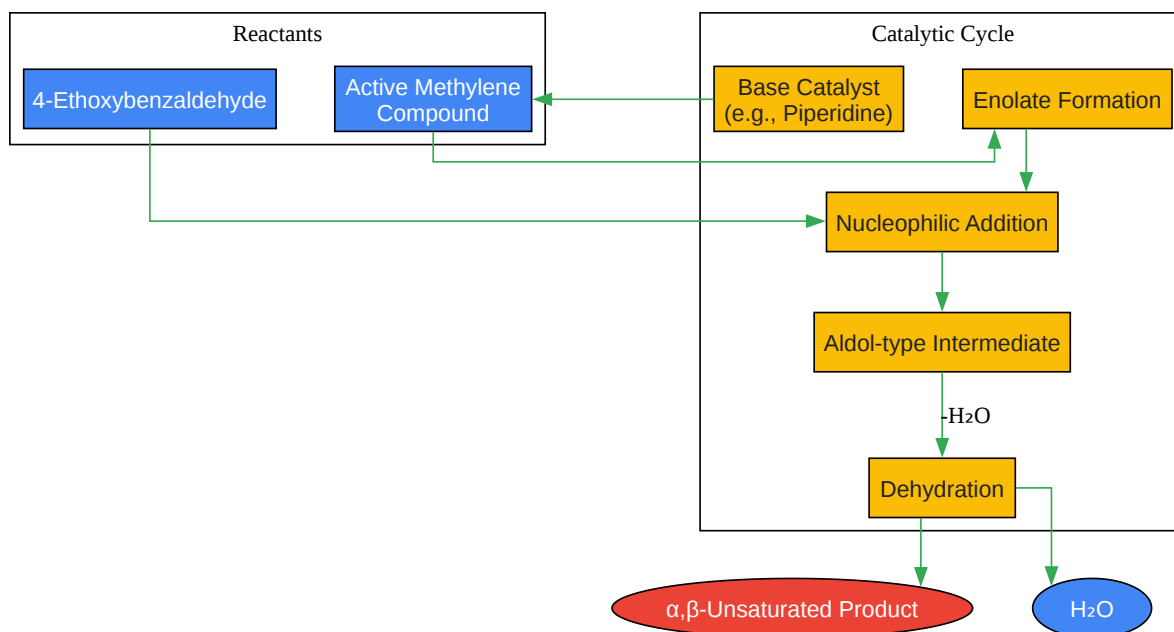 Reactants
Catalytic Cycle
4-Ethoxybenzaldehyde
Active Methylene
Compound
Base Catalyst
(e.g., Piperidine)
Enolate Formation
Nucleophilic Addition
Aldol-type Intermediate
-H₂O
Dehydration
α,β-Unsaturated Product
H₂O